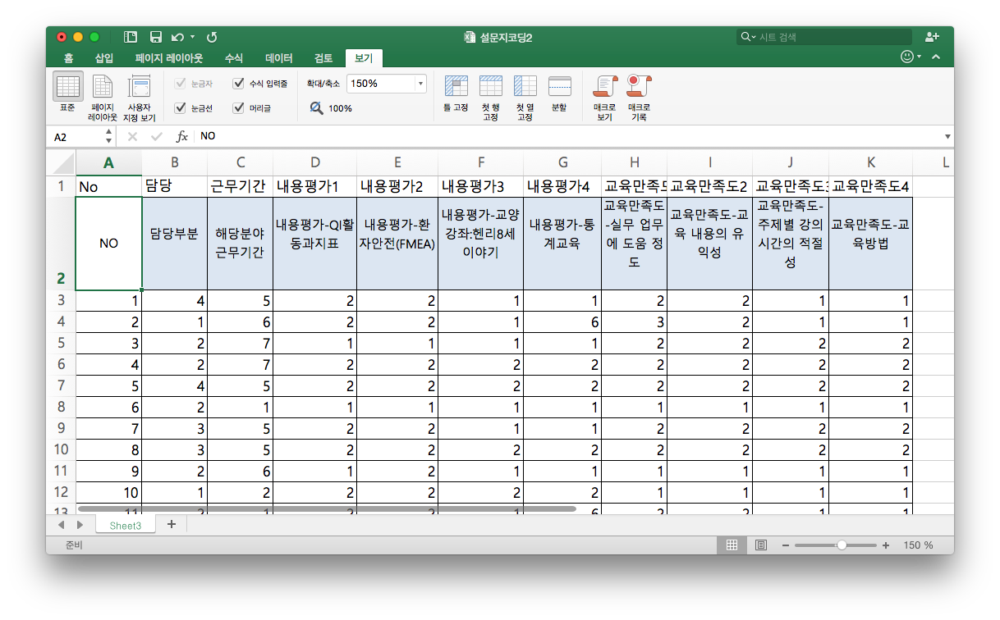 설문지코딩2
시트 검색
홈 삽입 페이지 레이아웃 수식 데이터 검토 보기
표준
페이지 레이아웃
사용자 지정 보기
눈금자
수식 입력줄
눈금선
머리글
확대/축소 150%
100%
틀 고정
첫 행 고정
첫 열 고정
분할
매크로 보기
매크로 기록
A2 fx NO
A B C D E F G H I J K L
1 No 담당 근무기간 내용평가1 내용평가2 내용평가3 내용평가4 교육만족도 교육만족도2 교육만족도3 교육만족도4
2 NO 담당부분 해당분야 근무기간 내용평가-QI활동과지표 내용평가-환자안전(FMEA) 내용평가-교양강좌:헨리8세 이야기 내용평가-통계교육 교육만족도-실무 업무에 도움 정도 교육만족도-교육 내용의 유익성 교육만족도-주제별 강의 시간의 적절성 교육만족도-교육방법
3 1 4 5 2 2 1 1 2 2 1 1
4 2 1 6 2 2 1 6 3 2 1 1
5 3 2 7 1 1 1 1 2 2 2 2
6 4 2 7 2 2 2 2 2 2 2 2
7 5 4 5 2 2 2 2 2 2 2 2
8 6 2 1 1 1 1 1 1 1 1 1
9 7 3 5 2 2 1 1 2 2 2 2
10 8 3 5 2 2 2 2 2 2 2 2
11 9 2 6 1 2 1 1 1 1 1 1
12 10 1 2 2 2 2 2 1 1 1 1
13 11 2 1 2 2 1 6 2 2 1 1
Sheet3
준비
150 %